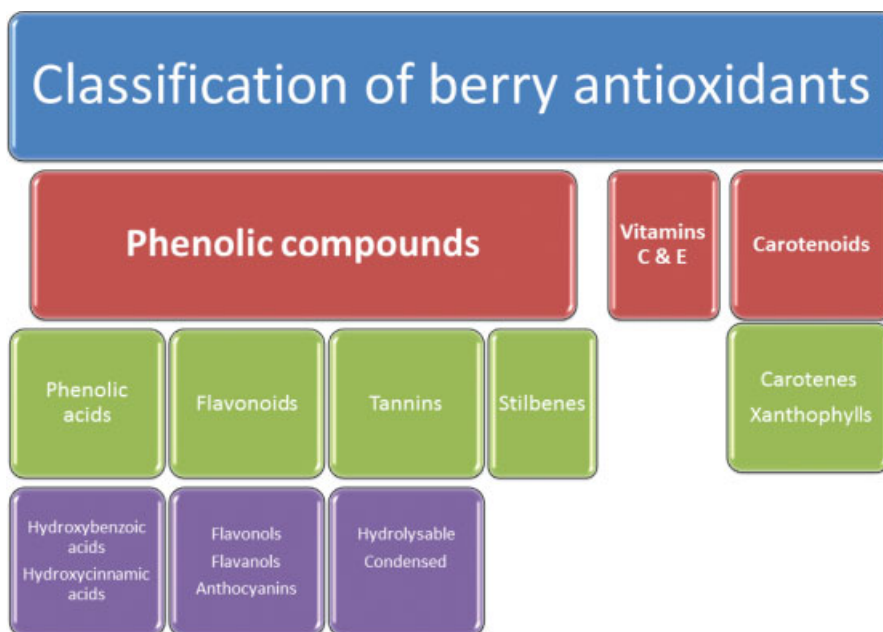 Classification of berry antioxidants
Phenolic compounds
Vitamins
C & E
Carotenoids
Phenolic
acids
Flavonoids
Tannins
Stilbenes
Carotenes
Xanthophylls
Hydroxybenzoic
acids
Hydroxycinnamic
acids
Flavonols
Flavanols
Anthocyanins
Hydrolysable
Condensed